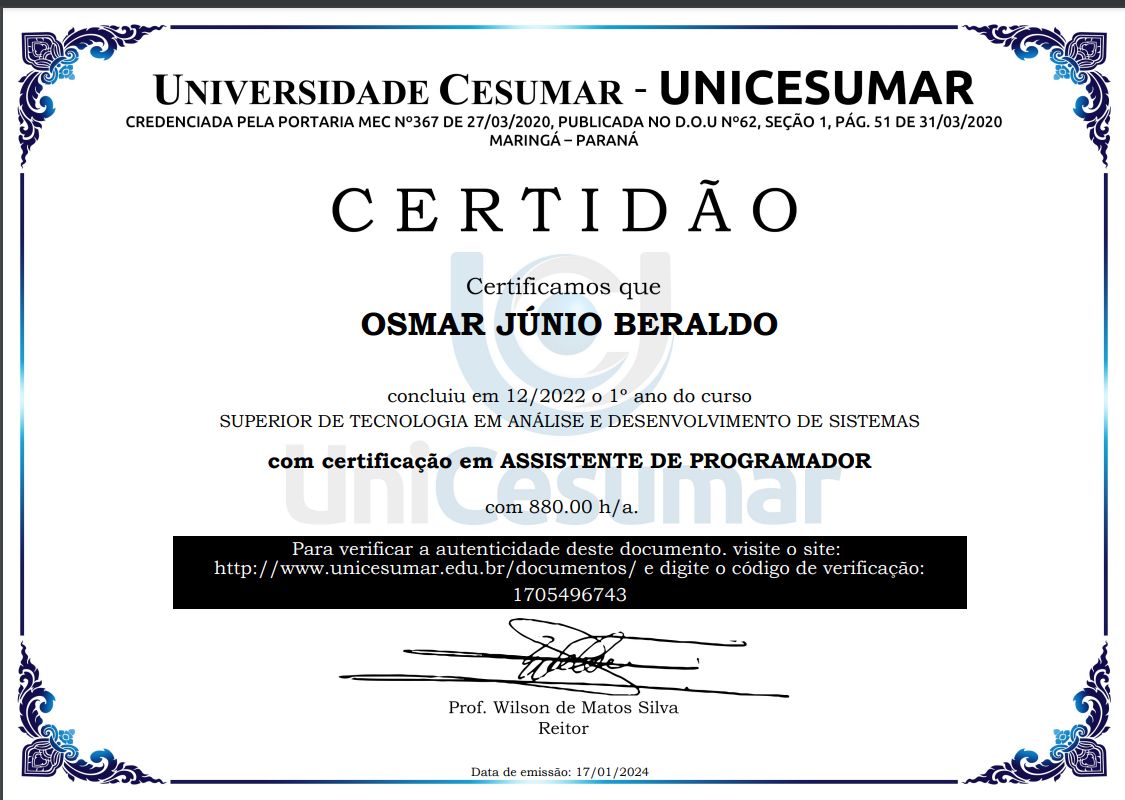 UNIVERSIDADE CESUMAR - UNICESUMAR
CREDENCIADA PELA PORTARIA MEC Nº367 DE 27/03/2020, PUBLICADA NO D.O.U Nº62, SEÇÃO 1, PÁG. 51 DE 31/03/2020
MARINGÁ – PARANÁ
CERTIDÃO
Certificamos que
OSMAR JÚNIO BERALDO
concluiu em 12/2022 o 1º ano do curso
SUPERIOR DE TECNOLOGIA EM ANÁLISE E DESENVOLVIMENTO DE SISTEMAS
com certificação em ASSISTENTE DE PROGRAMADOR
UniCesumar
com 880.00 h/a.
Para verificar a autenticidade deste documento. visite o site:
http://www.unicesumar.edu.br/documentos/ e digite o código de verificação:
1705496743
Prof. Wilson de Matos Silva
Reitor
Data de emissão: 17/01/2024